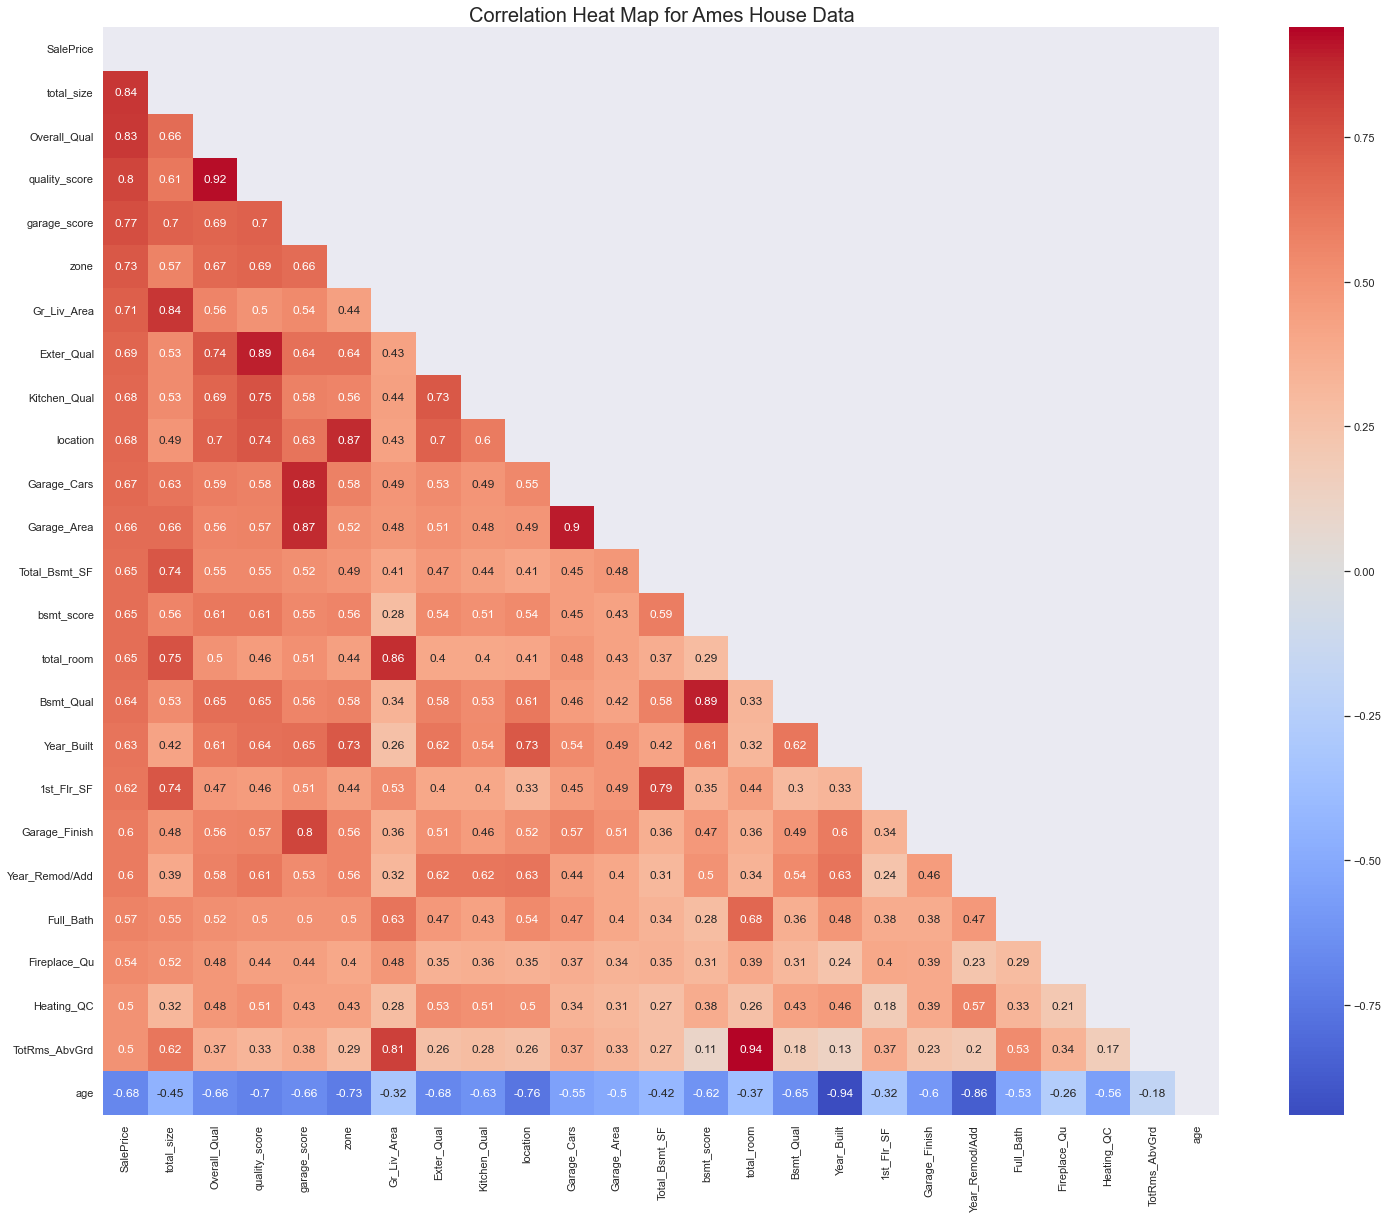 Correlation Heat Map for Ames House Data
SalePrice
total_size 0.84
Overall_Qual 0.83 0.66
quality_score 0.8 0.61 0.92
garage_score 0.77 0.7 0.69 0.7
zone 0.73 0.57 0.67 0.69 0.66
Gr_Liv_Area 0.71 0.84 0.56 0.5 0.54 0.44
Exter_Qual 0.69 0.53 0.74 0.89 0.64 0.64 0.43
Kitchen_Qual 0.68 0.53 0.69 0.75 0.58 0.56 0.44 0.73
location 0.68 0.49 0.7 0.74 0.63 0.87 0.43 0.7 0.6
Garage_Cars 0.67 0.63 0.59 0.58 0.88 0.58 0.49 0.53 0.49 0.55
Garage_Area 0.66 0.66 0.56 0.57 0.87 0.52 0.48 0.51 0.48 0.49 0.9
Total_Bsmt_SF 0.65 0.74 0.55 0.55 0.52 0.49 0.41 0.47 0.44 0.41 0.45 0.48
bsmt_score 0.65 0.56 0.61 0.61 0.55 0.56 0.28 0.54 0.51 0.54 0.45 0.43 0.59
total_room 0.65 0.75 0.5 0.46 0.51 0.44 0.86 0.4 0.4 0.41 0.48 0.43 0.37 0.29
Bsmt_Qual 0.64 0.53 0.65 0.65 0.56 0.58 0.34 0.58 0.53 0.61 0.46 0.42 0.58 0.89 0.33
Year_Built 0.63 0.42 0.61 0.64 0.65 0.73 0.26 0.62 0.54 0.73 0.54 0.49 0.42 0.61 0.32 0.62
1st_Flr_SF 0.62 0.74 0.47 0.46 0.51 0.44 0.53 0.4 0.4 0.33 0.45 0.49 0.79 0.35 0.44 0.3 0.33
Garage_Finish 0.6 0.48 0.56 0.57 0.8 0.56 0.36 0.51 0.46 0.52 0.57 0.51 0.36 0.47 0.36 0.49 0.6 0.34
Year_Remod/Add 0.6 0.39 0.58 0.61 0.53 0.56 0.32 0.62 0.62 0.63 0.44 0.4 0.31 0.5 0.34 0.54 0.63 0.24 0.46
Full_Bath 0.57 0.55 0.52 0.5 0.5 0.5 0.63 0.47 0.43 0.54 0.47 0.4 0.34 0.28 0.68 0.36 0.48 0.38 0.38 0.47
Fireplace_Qu 0.54 0.52 0.48 0.44 0.44 0.4 0.48 0.35 0.36 0.35 0.37 0.34 0.35 0.31 0.39 0.31 0.24 0.4 0.39 0.23 0.29
Heating_QC 0.5 0.32 0.48 0.51 0.43 0.43 0.28 0.53 0.51 0.5 0.34 0.31 0.27 0.38 0.26 0.43 0.46 0.18 0.39 0.57 0.33 0.21
TotRms_AbvGrd 0.5 0.62 0.37 0.33 0.38 0.29 0.81 0.26 0.28 0.26 0.37 0.33 0.27 0.11 0.94 0.18 0.13 0.37 0.23 0.2 0.53 0.34 0.17
age -0.68 -0.45 -0.66 -0.7 -0.66 -0.73 -0.32 -0.68 -0.63 -0.76 -0.55 -0.5 -0.42 -0.62 -0.37 -0.65 -0.94 -0.32 -0.6 -0.86 -0.53 -0.26 -0.56 -0.18
SalePrice
total_size
Overall_Qual
quality_score
garage_score
zone
Gr_Liv_Area
Exter_Qual
Kitchen_Qual
location
Garage_Cars
Garage_Area
Total_Bsmt_SF
bsmt_score
total_room
Bsmt_Qual
Year_Built
1st_Flr_SF
Garage_Finish
Year_Remod/Add
Full_Bath
Fireplace_Qu
Heating_QC
TotRms_AbvGrd
age
0.75
0.50
0.25
0.00
−0.25
−0.50
−0.75